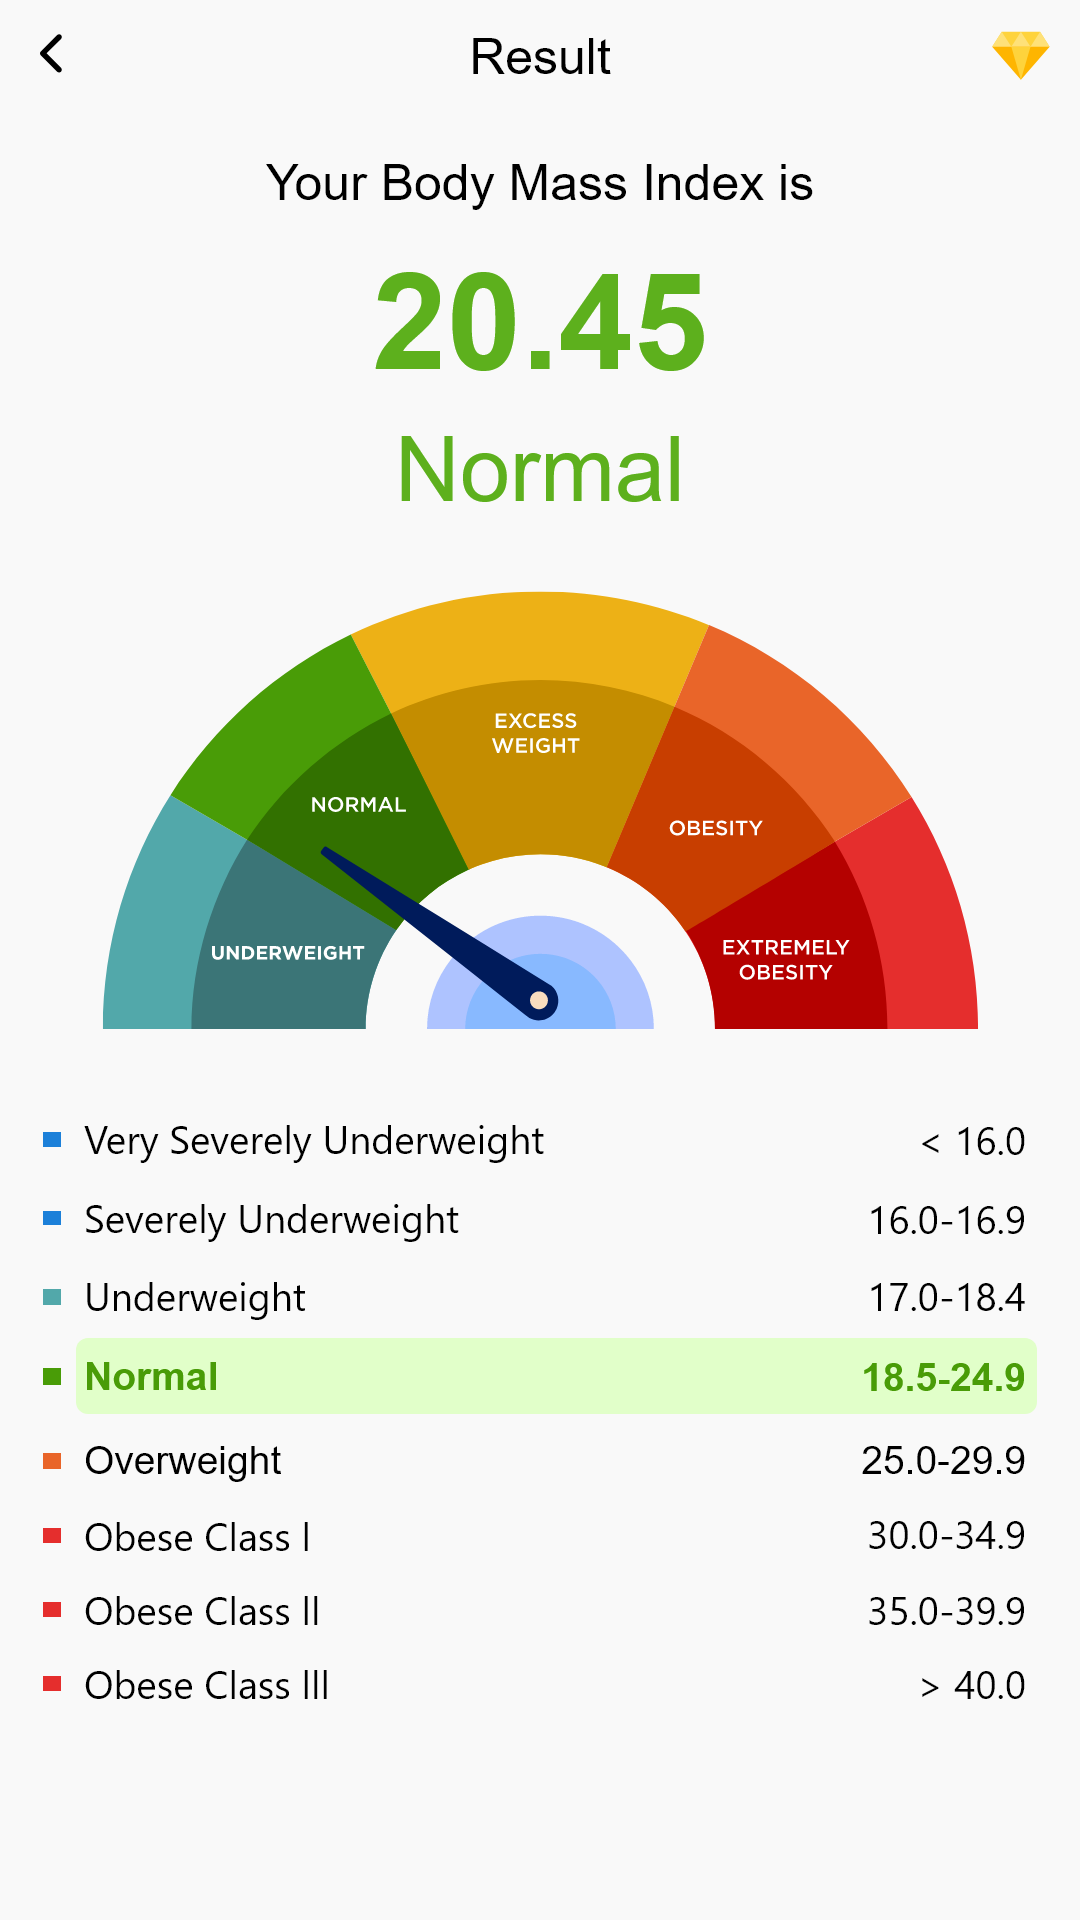 Result
Your Body Mass Index is
20.45
Normal
EXCESS
WEIGHT
NORMAL
OBESITY
UNDERWEIGHT
EXTREMELY
OBESITY
Very Severely Underweight < 16.0
Severely Underweight 16.0-16.9
Underweight 17.0-18.4
Normal 18.5-24.9
Overweight 25.0-29.9
Obese Class l 30.0-34.9
Obese Class ll 35.0-39.9
Obese Class lll > 40.0